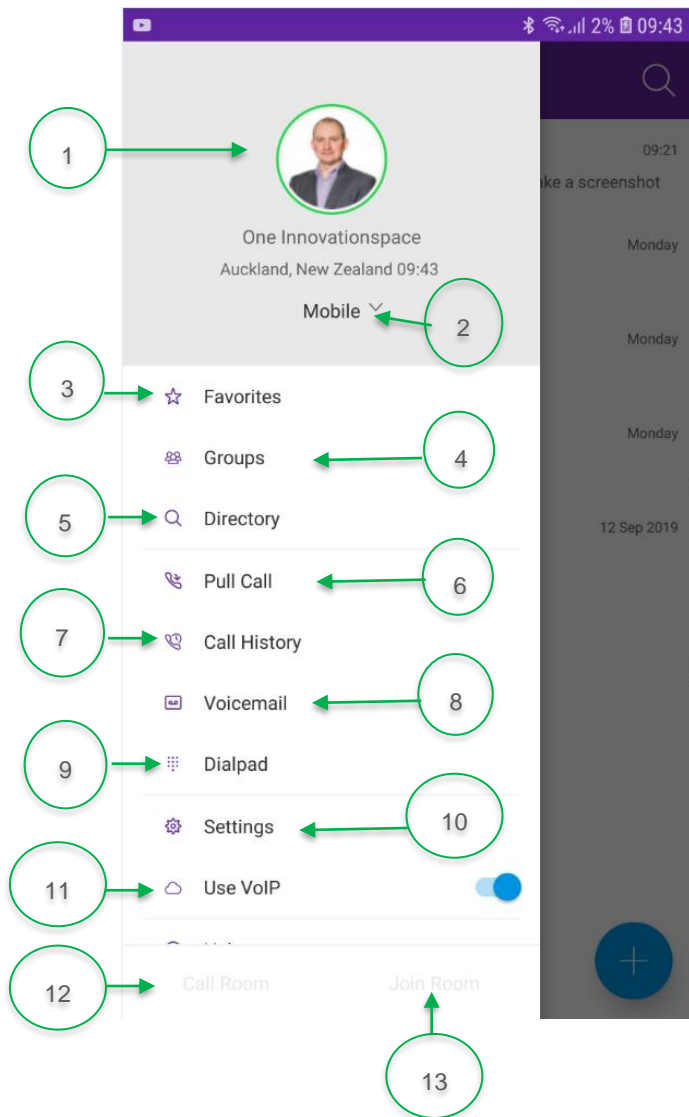 2% 09:43
1
09:21
ke a screenshot
One Innovationspace
Auckland, New Zealand 09:43
Monday
Mobile
2
Monday
3
Favorites
Groups
4
Monday
5
Directory
12 Sep 2019
Pull Call
6
7
Call History
Voicemail
8
9
Dialpad
Settings
10
11
Use VoIP
12
Call Room
Join Room
13